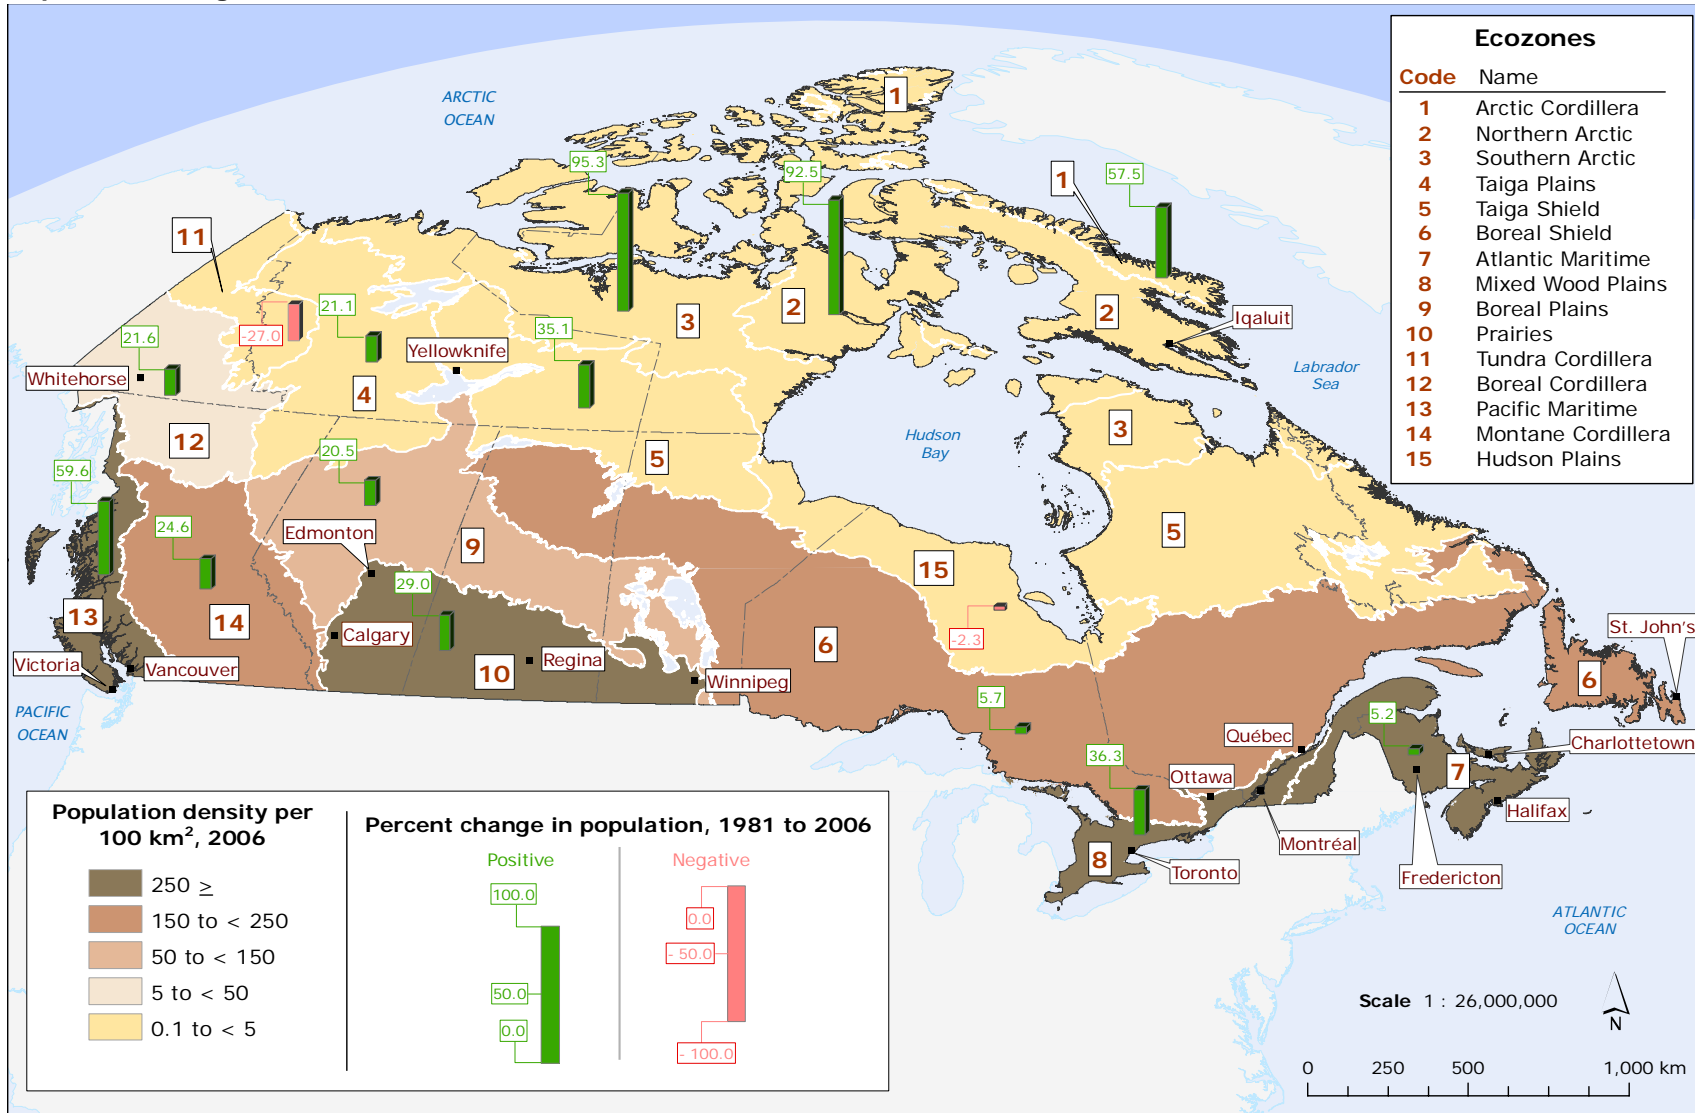 Ecozones
Code Name
1 Arctic Cordillera
2 Northern Arctic
3 Southern Arctic
4 Taiga Plains
5 Taiga Shield
6 Boreal Shield
7 Atlantic Maritime
8 Mixed Wood Plains
9 Boreal Plains
10 Prairies
11 Tundra Cordillera
12 Boreal Cordillera
13 Pacific Maritime
14 Montane Cordillera
15 Hudson Plains
ARCTIC
OCEAN
1
95.3
92.5
1
57.5
11
21.1
-27.0
21.6
35.1
3
2
2
Iqaluit
Whitehorse
Yellowknife
4
Labrador
Sea
12
20.5
5
Hudson
Bay
3
59.6
24.6
Edmonton
9
5
29.0
15
13
14
Calgary
-2.3
6
St. John's
Victoria
Vancouver
10
Regina
Winnipeg
6
PACIFIC
OCEAN
5.7
5.2
Québec
Charlottetown
36.3
Ottawa
7
Halifax
Montréal
8
Toronto
Fredericton
ATLANTIC
OCEAN
Population density per
100 km2, 2006
250 ≥
150 to < 250
50 to < 150
5 to < 50
0.1 to < 5
Percent change in population, 1981 to 2006
Positive
100.0
50.0
0.0
Negative
0.0
- 50.0
- 100.0
Scale 1 : 26,000,000
N
0 250 500 1,000 km